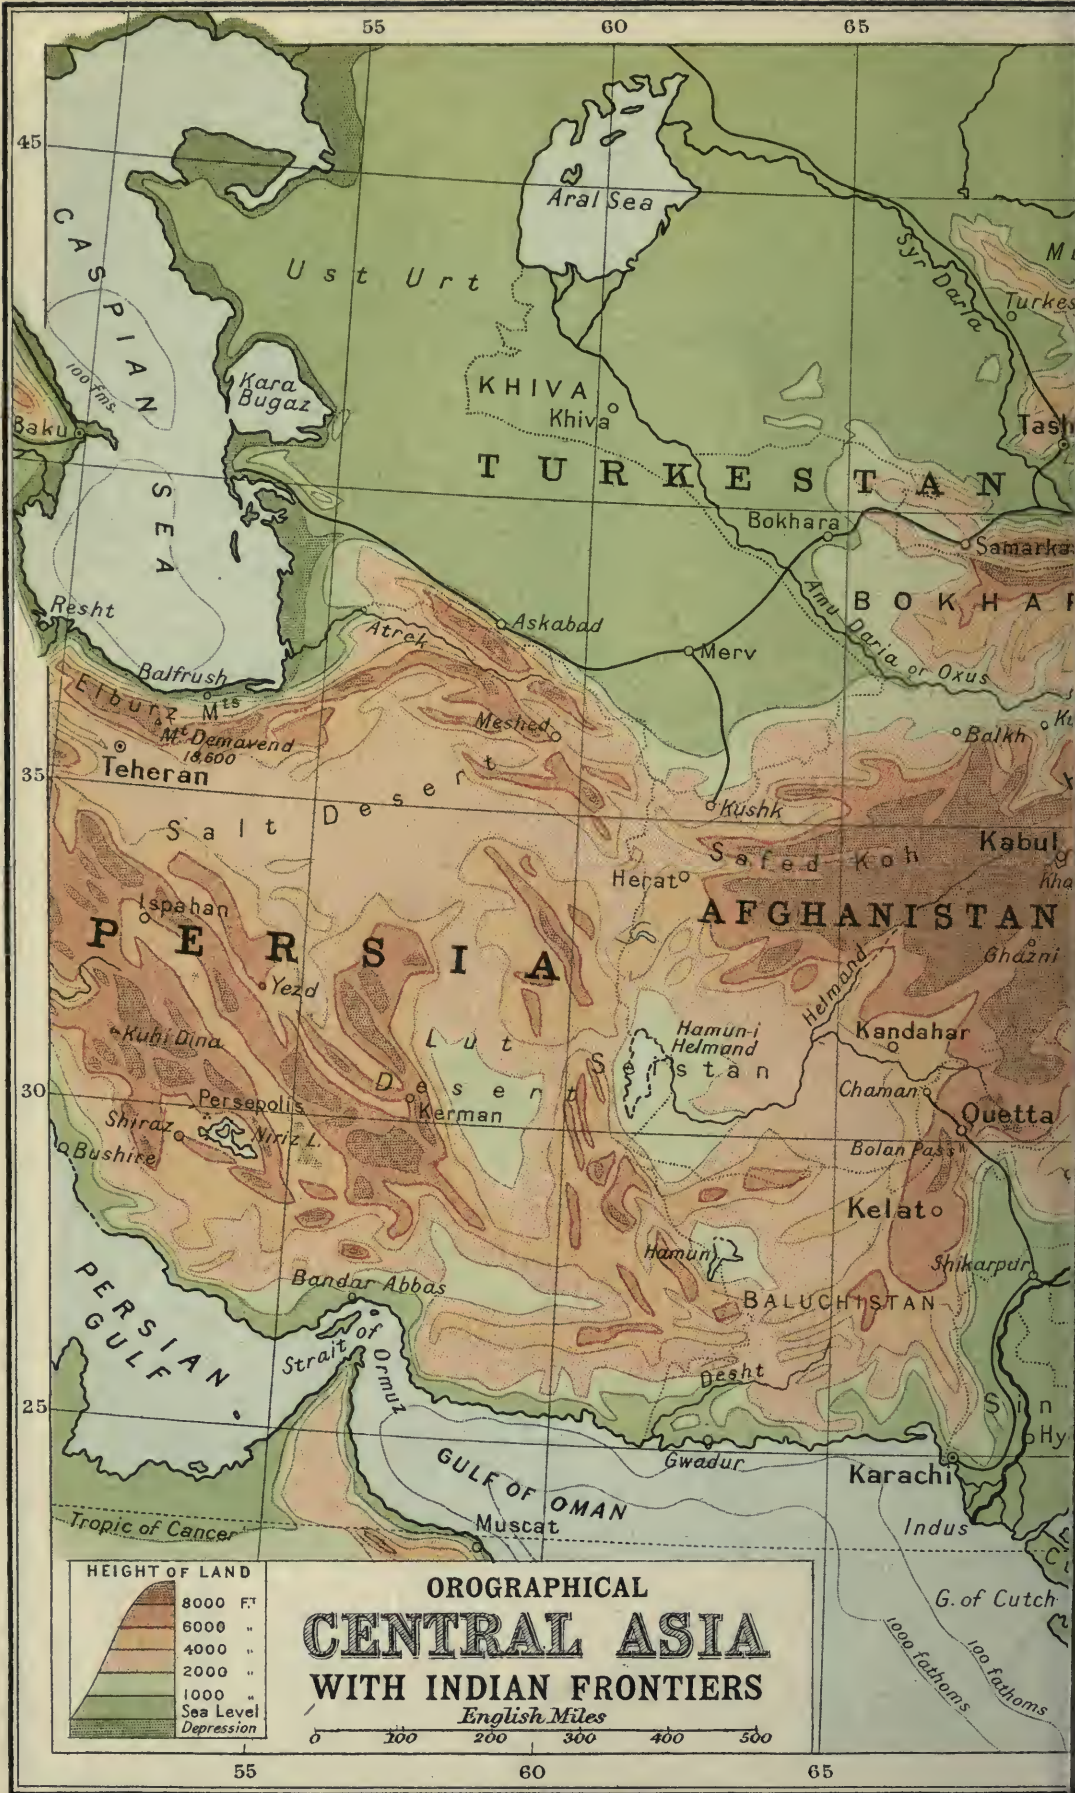 55
60
65
45
CASPIAN SEA
Aral Sea
Ust Urt
Syr Daria
100 fms.
Kara
Bugaz
KHIVA
Khiva
Baku
TURKESTAN
Bokhara
Samarka
BOKHAR
Amu Daria or Oxus
Resht
Askabad
Atrek
Merv
Balfrush
Elburz Mts
Mt Demavend
18,600
Meshed
Balkh
Teheran
35
Salt Desert
Kushk
Safed Koh
Kabul
Herat
Ispahan
AFGHANISTAN
PERSIA
Ghazni
Yezd
Helmand
Kuhi Dina
Lut
Desert
Hamun-i
Helmand
Seistan
Kandahar
30
Persepolis
Kerman
Chaman
Shiraz
Niriz L.
Quetta
Bushire
Bolan Pass
Kelat
Hamun
Shikarpur
PERSIAN
GULF
Bandar Abbas
BALUCHISTAN
Strait of Ormuz
Desht
25
Sin
Hy
GULF OF OMAN
Gwadur
Karachi
Tropic of Cancer
Muscat
Indus
G. of Cutch
1000 fathoms
100 fathoms
HEIGHT OF LAND
8000 FT
6000 "
4000 "
2000 "
1000 "
Sea Level
Depression
OROGRAPHICAL
CENTRAL ASIA
WITH INDIAN FRONTIERS
English Miles
0 100 200 300 400 500
55
60
65